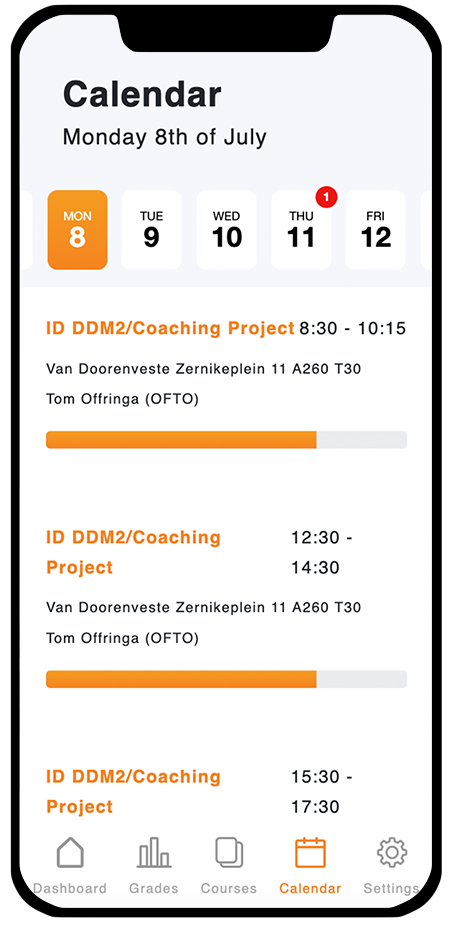 Calendar
Monday 8th of July
MON TUE WED THU 1 FRI
8 9 10 11 12
ID DDM2/Coaching Project 8:30 - 10:15
Van Doorenveste Zernikeplein 11 A260 T30
Tom Offringa (OFTO)
ID DDM2/Coaching 12:30 -
Project 14:30
Van Doorenveste Zernikeplein 11 A260 T30
Tom Offringa (OFTO)
ID DDM2/Coaching 15:30 -
Project 17:30
Dashboard Grades Courses Calendar Settings